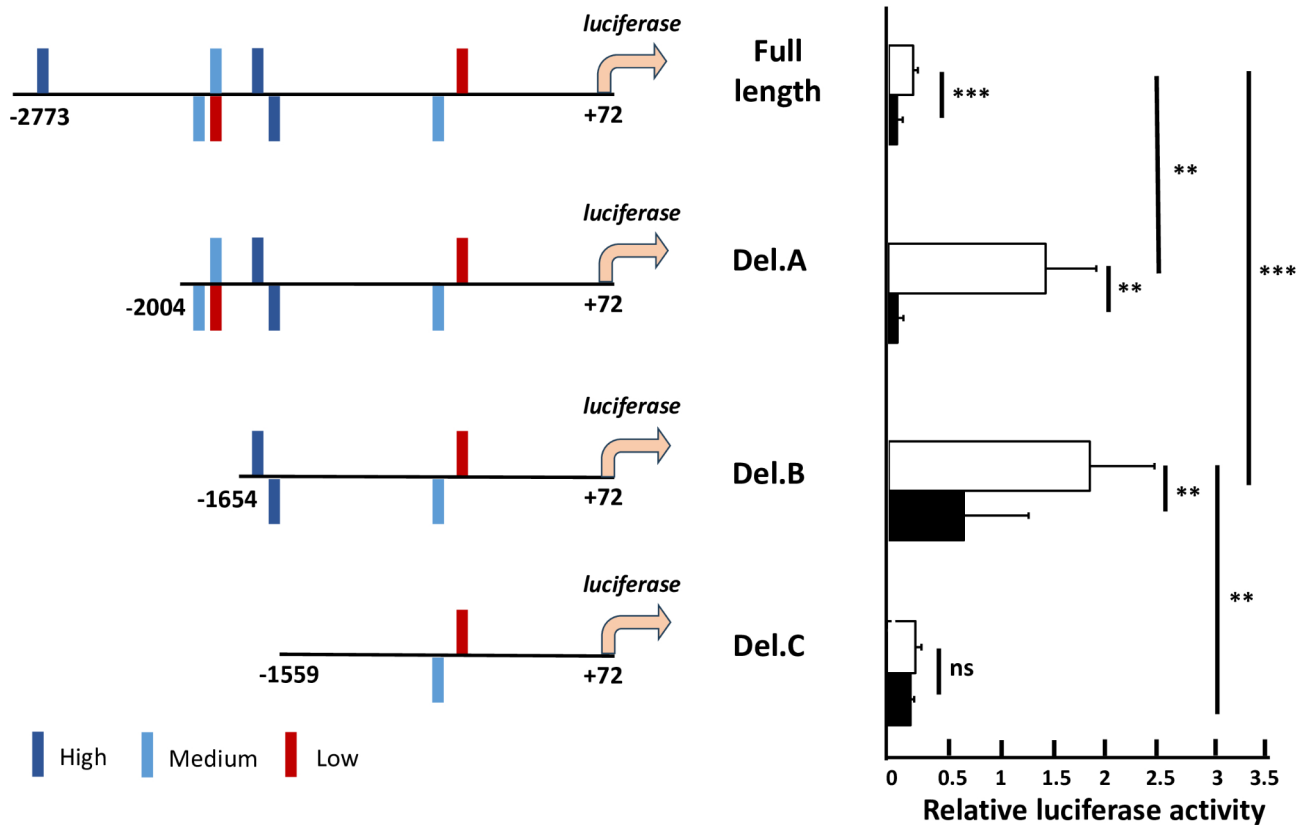 luciferase
-2773
+72
Full
length
***
**
luciferase
-2004
+72
Del.A
**
***
luciferase
-1654
+72
Del.B
**
**
luciferase
-1559
+72
Del.C
ns
High Medium Low
0 0.5 1 1.5 2 2.5 3 3.5
Relative luciferase activity